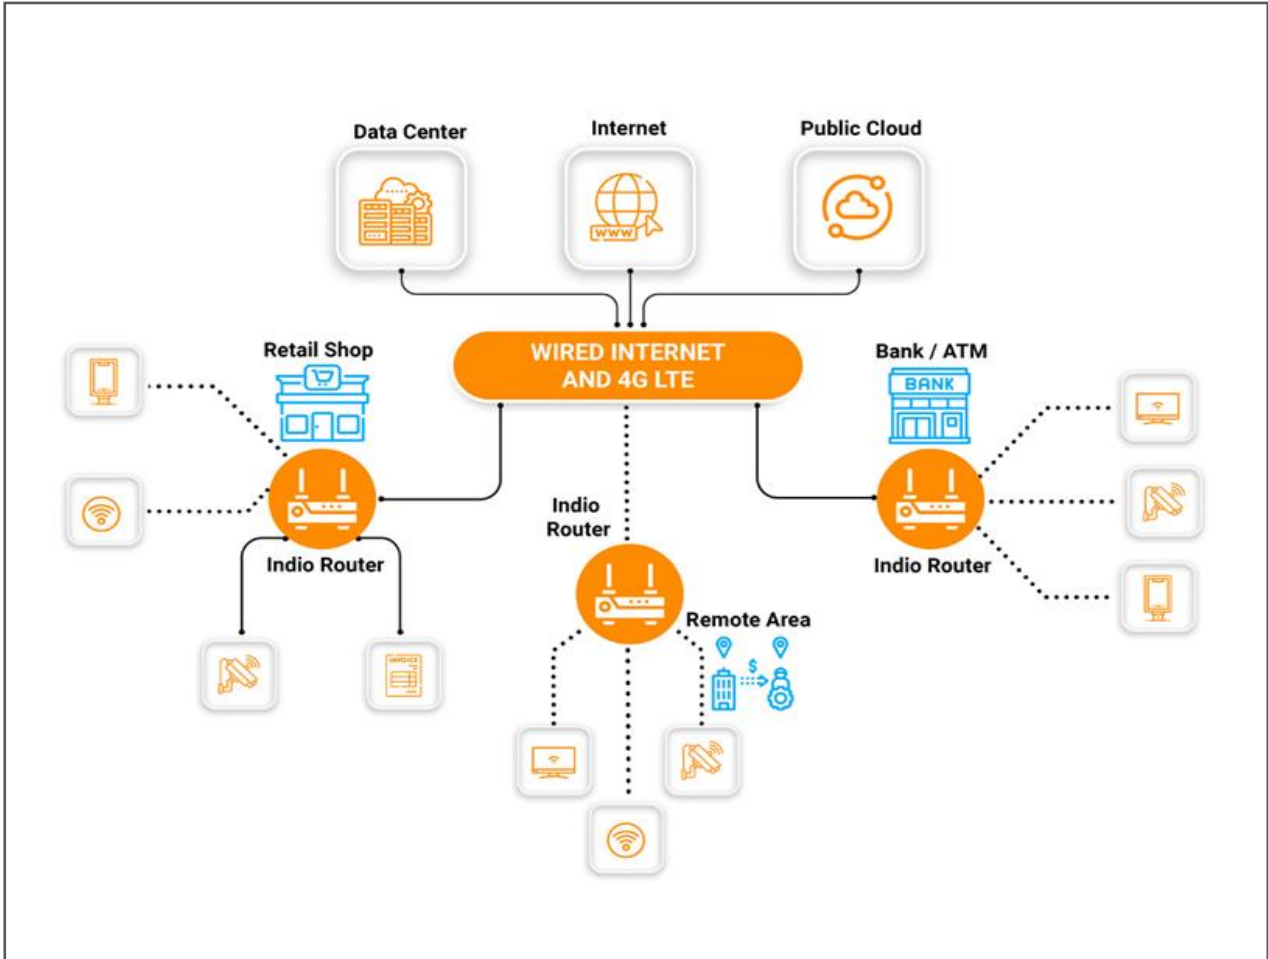 Data Center
Internet
Public Cloud
WWW
WIRED INTERNET
AND 4G LTE
Retail Shop
Bank / ATM
BANK
Indio
Router
Indio Router
Indio Router
Remote Area
$